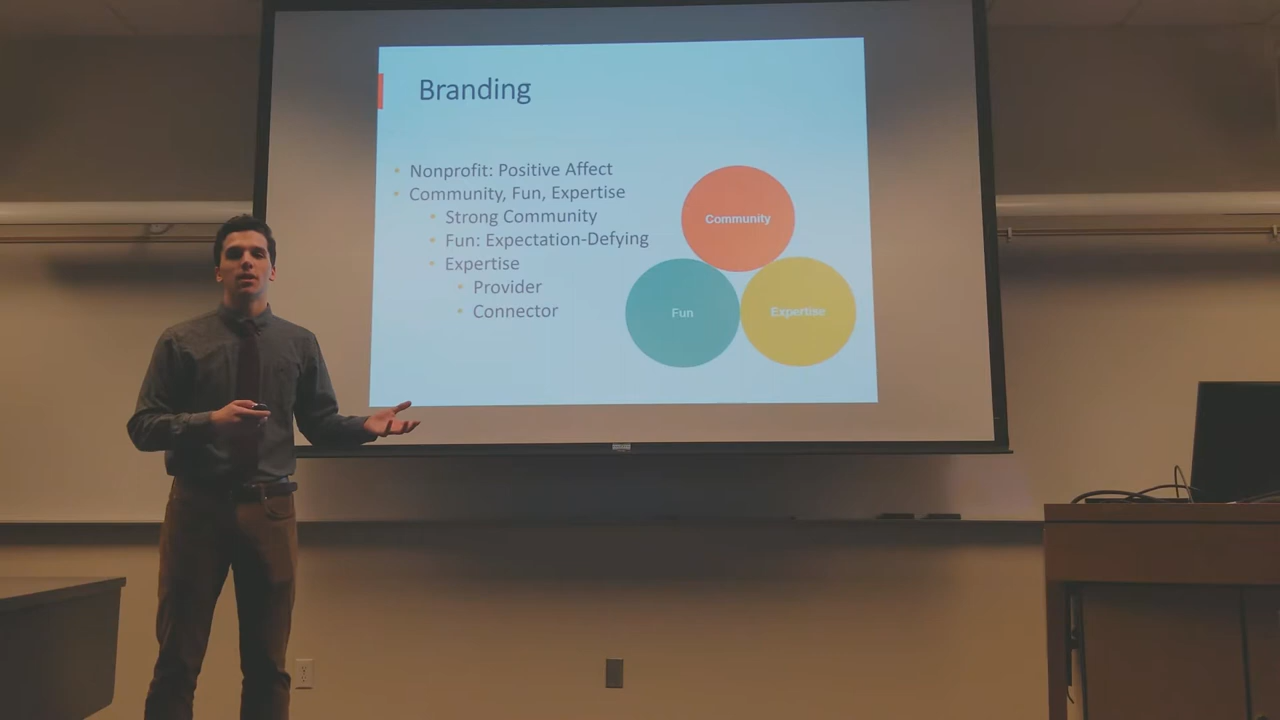 Branding
Nonprofit: Positive Affect
Community, Fun, Expertise
Strong Community
Fun: Expectation-Defying
Expertise
Provider
Connector
Community
Fun
Expertise